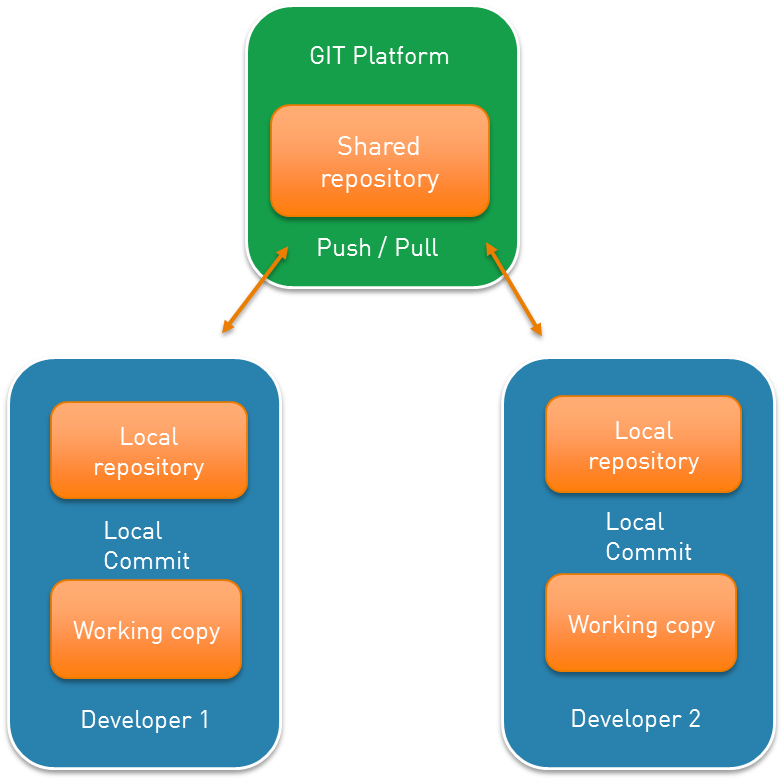 GIT Platform
Shared
repository
Push / Pull
Local
repository
Local
Commit
Working copy
Developer 1
Local
repository
Local
Commit
Working copy
Developer 2